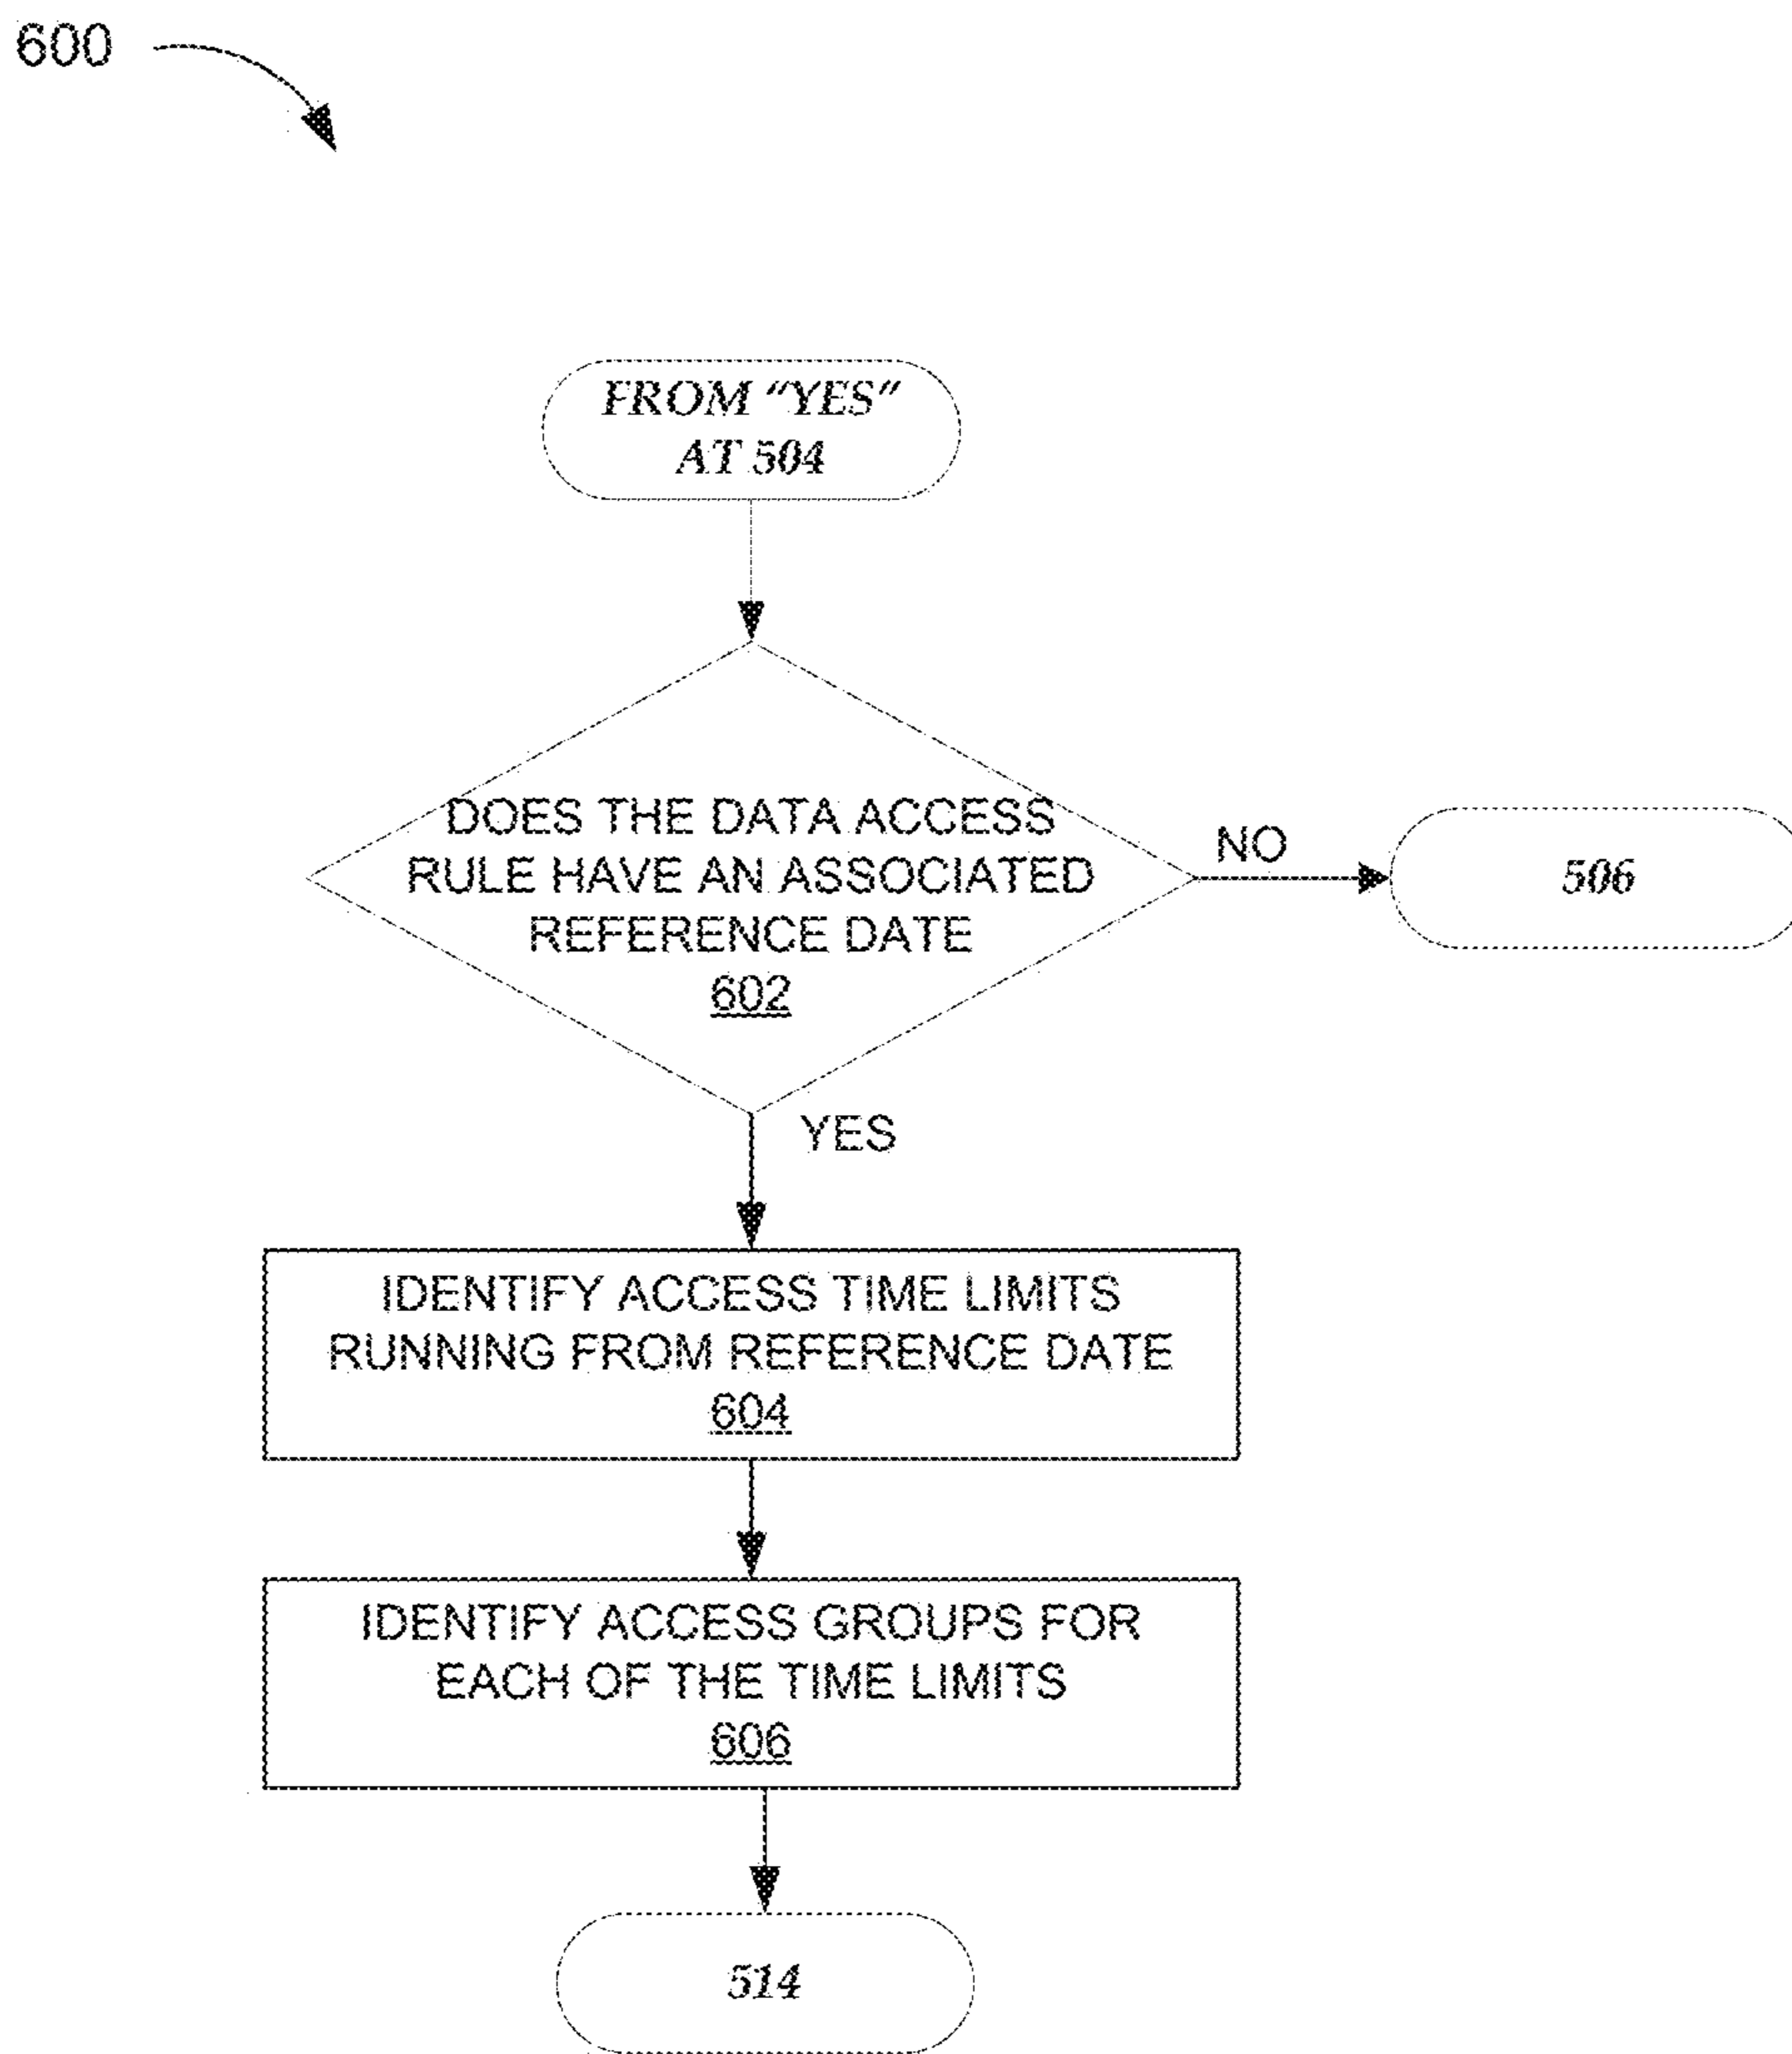 600
FROM "YES"
AT 504
DOES THE DATA ACCESS
RULE HAVE AN ASSOCIATED
REFERENCE DATE
602
NO
506
YES
IDENTIFY ACCESS TIME LIMITS
RUNNING FROM REFERENCE DATE
604
IDENTIFY ACCESS GROUPS FOR
EACH OF THE TIME LIMITS
606
514